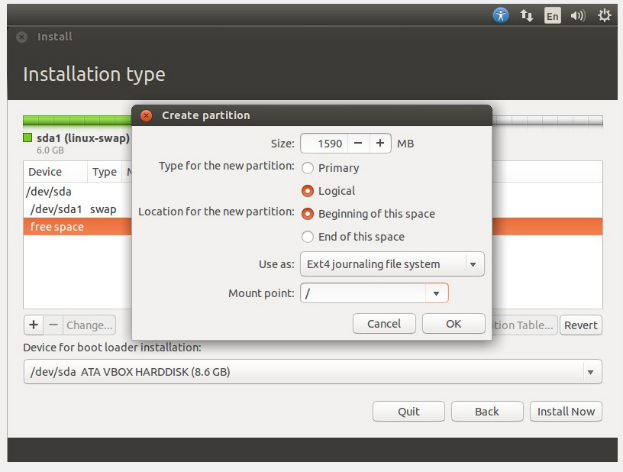 En
Install
Installation type
Create partition
sda1 (linux-swap)
6.0 GB
Size: 1590 − + MB
Type for the new partition: Primary
Logical
Location for the new partition: Beginning of this space
End of this space
Use as: Ext4 journaling file system
Mount point: /
Cancel OK
Device Type
/dev/sda
/dev/sda1 swap
free space
+ − Change... Table... Revert
Device for boot loader installation:
/dev/sda ATA VBOX HARDDISK (8.6 GB)
Quit Back Install Now